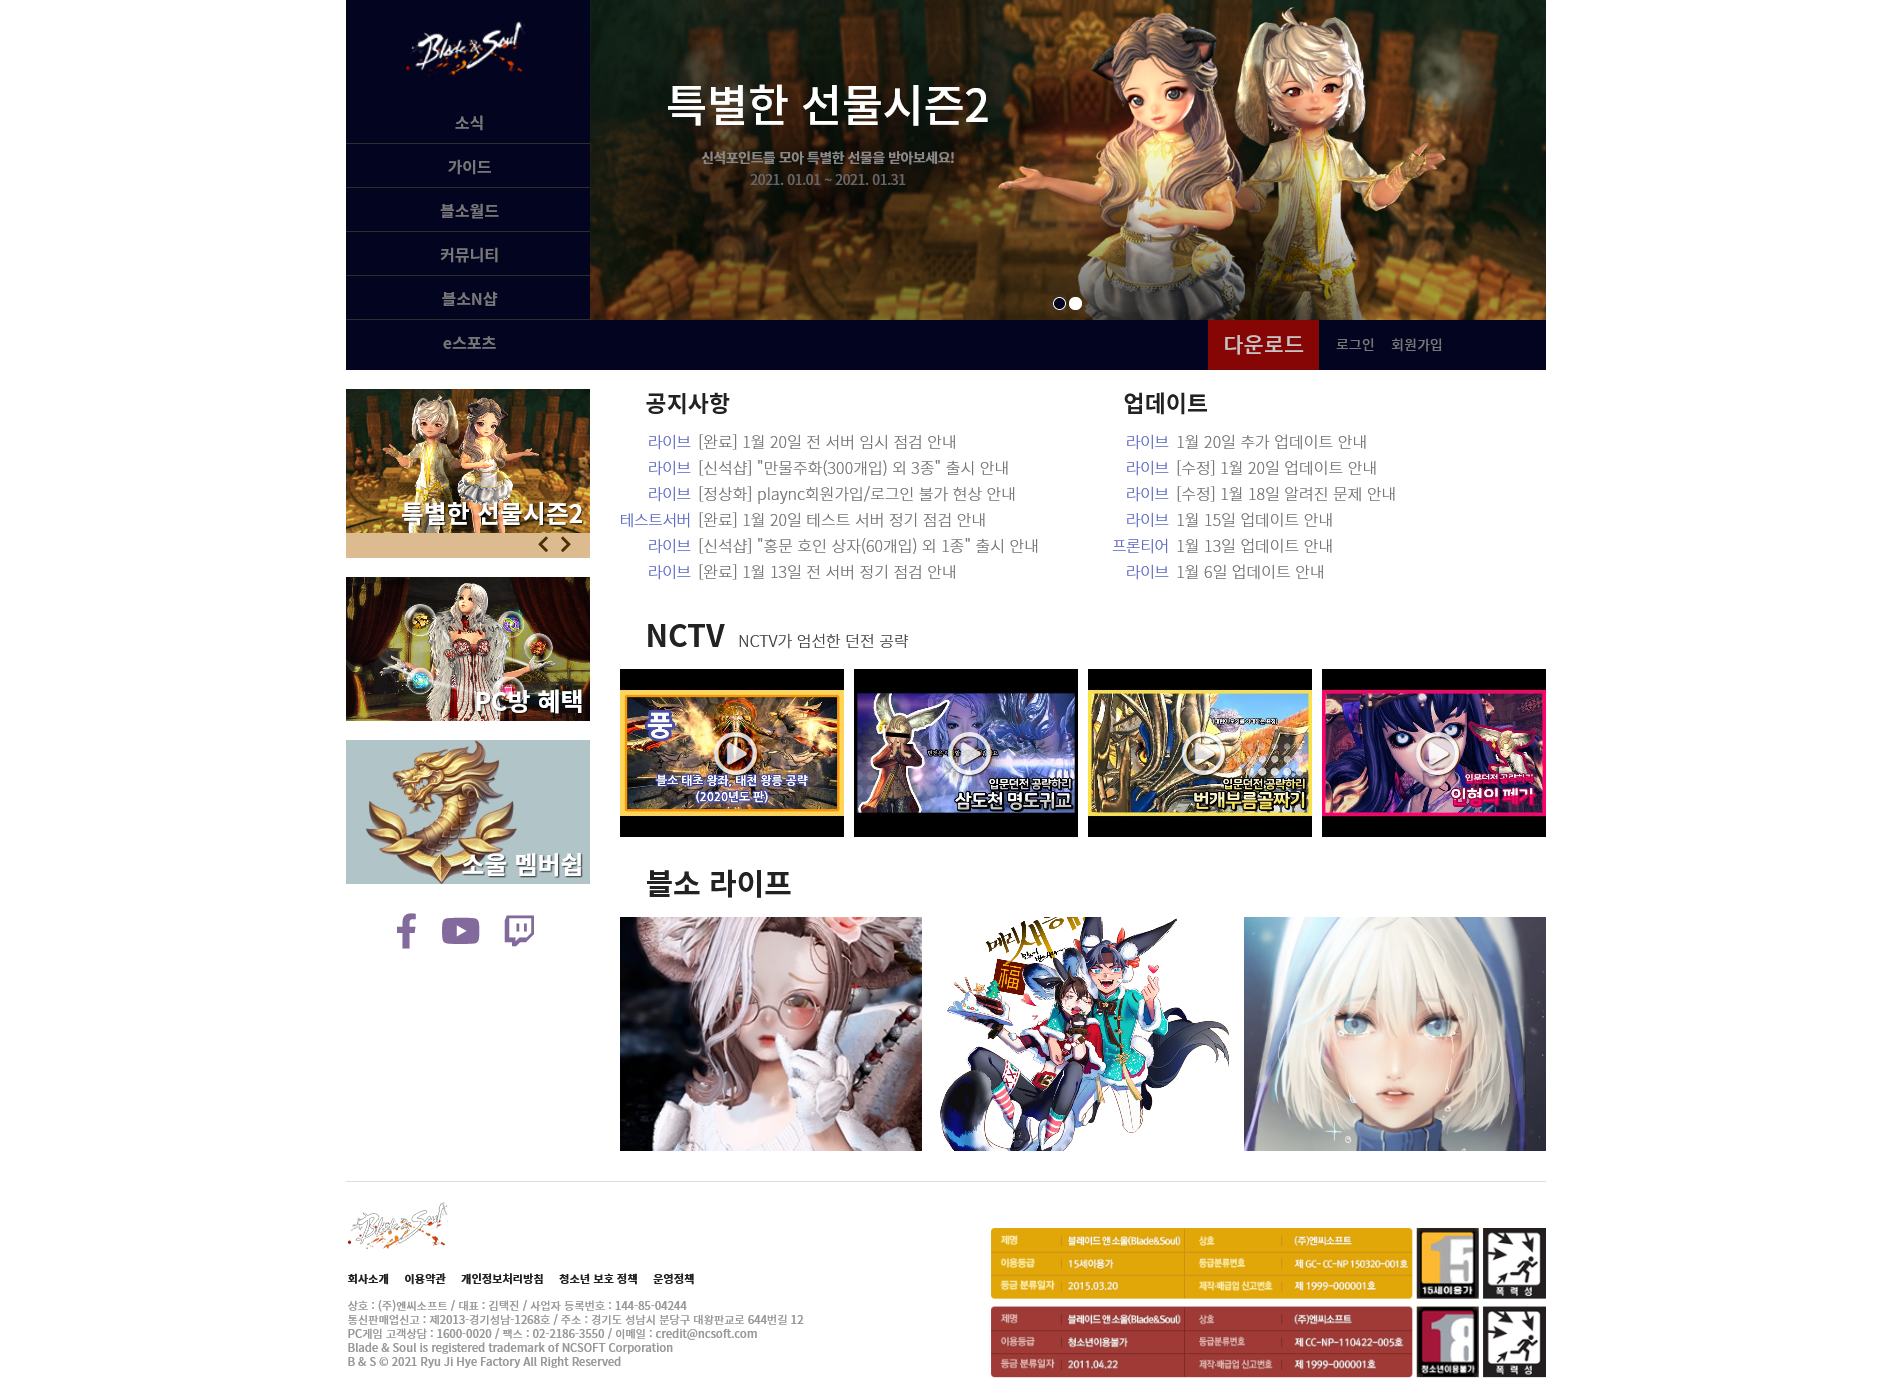 Blade & Soul
소식
가이드
블소월드
커뮤니티
블소N샵
e스포츠
특별한 선물시즌2
신석포인트를 모아 특별한 선물을 받아보세요!
2021. 01.01 ~ 2021. 01.31
다운로드 로그인 회원가입
특별한 선물시즌2
PC방 혜택
소울 멤버쉽
공지사항
라이브 [완료] 1월 20일 전 서버 임시 점검 안내
라이브 [신석샵] "만물주화(300개입) 외 3종" 출시 안내
라이브 [정상화] plaync회원가입/로그인 불가 현상 안내
테스트서버 [완료] 1월 20일 테스트 서버 정기 점검 안내
라이브 [신석샵] "홍문 호인 상자(60개입) 외 1종" 출시 안내
라이브 [완료] 1월 13일 전 서버 정기 점검 안내
업데이트
라이브 1월 20일 추가 업데이트 안내
라이브 [수정] 1월 20일 업데이트 안내
라이브 [수정] 1월 18일 알려진 문제 안내
라이브 1월 15일 업데이트 안내
프론티어 1월 13일 업데이트 안내
라이브 1월 6일 업데이트 안내
NCTV NCTV가 엄선한 던전 공략
풍
블소 태초 왕좌, 태천 왕릉 공략
(2020년도 판)
입문던전 공략하리
삼도천 명도귀교
입문던전 공략하리
번개부름골짜기
입문던전 공략하리
인형의 폐가
블소 라이프
메리 새해
福
Blade & Soul
회사소개 이용약관 개인정보처리방침 청소년 보호 정책 운영정책
상호 : (주)엔씨소프트 / 대표 : 김택진 / 사업자 등록번호 : 144-85-04244
통신판매업신고 : 제2013-경기성남-1268호 / 주소 : 경기도 성남시 분당구 대왕판교로 644번길 12
PC게임 고객상담 : 1600-0020 / 팩스 : 02-2186-3550 / 이메일 : credit@ncsoft.com
Blade & Soul is registered trademark of NCSOFT Corporation
B & S © 2021 Ryu Ji Hye Factory All Right Reserved
제명 블레이드 앤 소울(Blade&Soul) 상호 (주)엔씨소프트
이용등급 15세이용가 등급분류번호 제 GC- CC-NP 150320-001호
등급 분류일자 2015.03.20 제작·배급업 신고번호 제 1999-000001호
15
15세이용가
폭력성
제명 블레이드 앤 소울(Blade&Soul) 상호 (주)엔씨소프트
이용등급 청소년이용불가 등급분류번호 제 CC-NP-110422-005호
등급 분류일자 2011.04.22 제작·배급업 신고번호 제 1999-000001호
18
청소년이용불가
폭력성